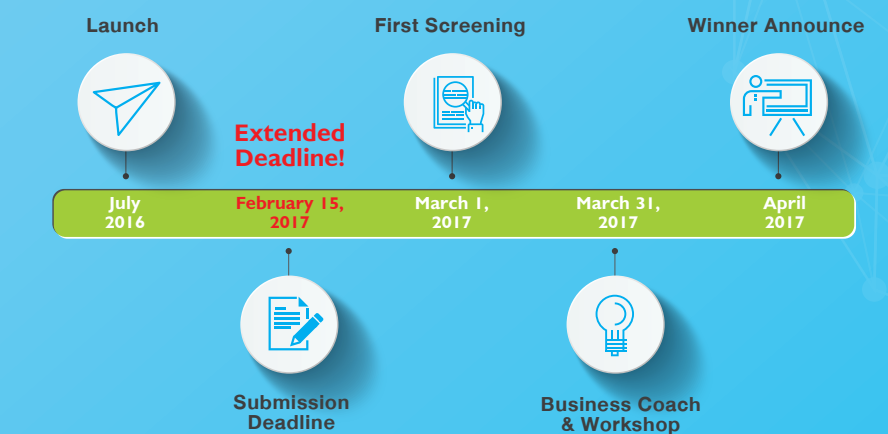 Launch
First Screening
Winner Announce
Extended
Deadline!
July
2016
February 15,
2017
March 1,
2017
March 31,
2017
April
2017
Submission
Deadline
Business Coach
& Workshop